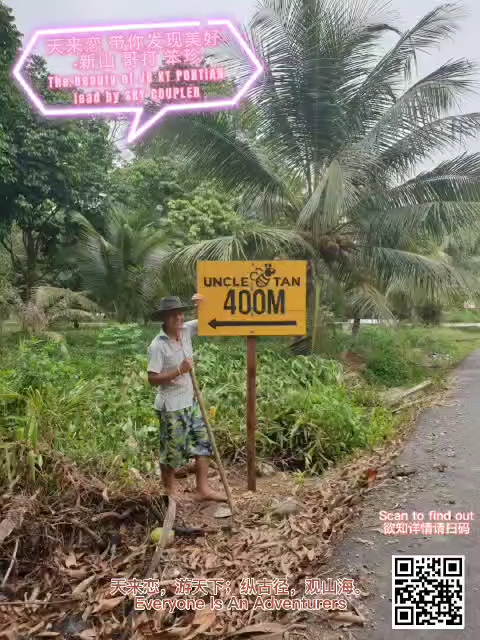 天来恋 带你发现美好
新山 哥打 笨珍
The beauty of JB KT PONTIAN
lead by SKY COUPLER
UNCLE TAN
400M
Scan to find out
欲知详情请扫码
天来恋，游天下；纵古径，观山海。
Everyone Is An Adventurers